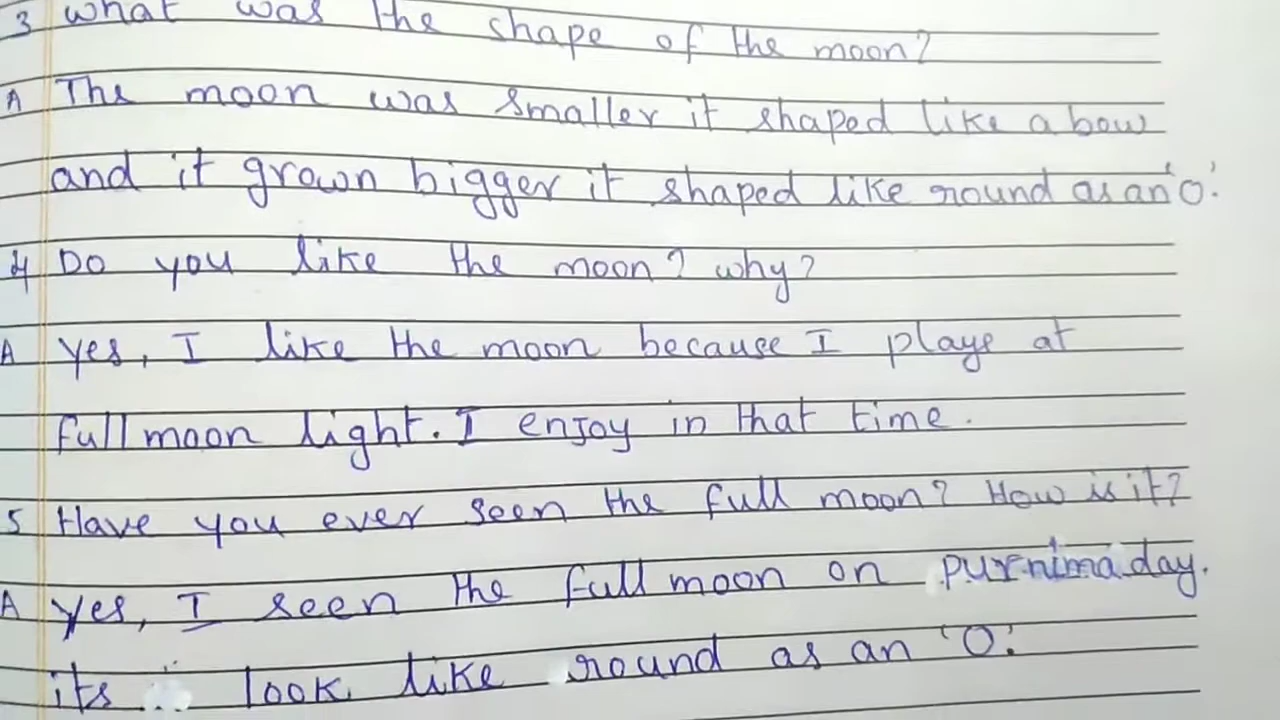 3 what was the shape of the moon?
A The moon was smaller it shaped like a bow
and it grown bigger it shaped like round as an 'o'.
4 Do you like the moon? why?
A yes, I like the moon because I plays at
full moon light. I enjoy in that time.
5 Have you ever seen the full moon? How is it?
A yes, I seen the full moon on purnima day.
its look like round as an 'O'.